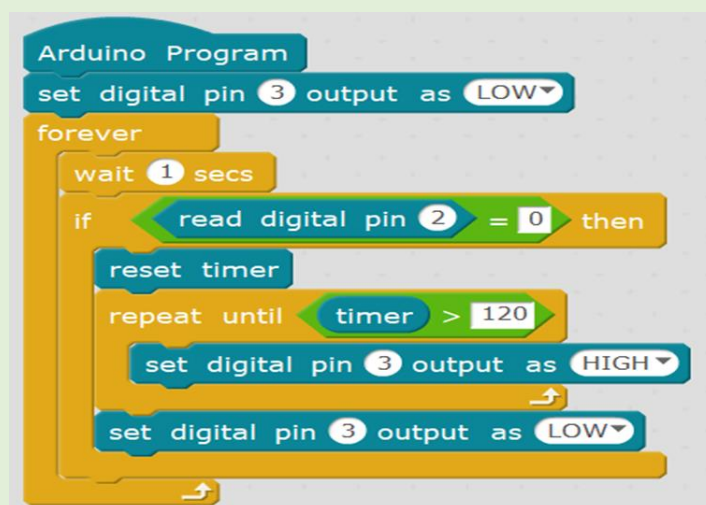 Arduino Program
set digital pin 3 output as LOW
forever
wait 1 secs
if read digital pin 2 = 0 then
reset timer
repeat until timer > 120
set digital pin 3 output as HIGH
set digital pin 3 output as LOW